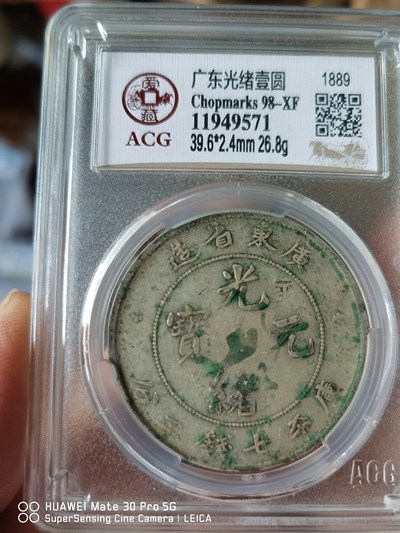 爱藏
ACG
广东光绪壹圆
1889
Chopmarks 98-XF
11949571
39.6*2.4mm 26.8g
廣東省造
光
元
寶
庫平七錢
ACG
HUAWEI Mate 30 Pro 5G
SuperSensing Cine Camera | LEICA